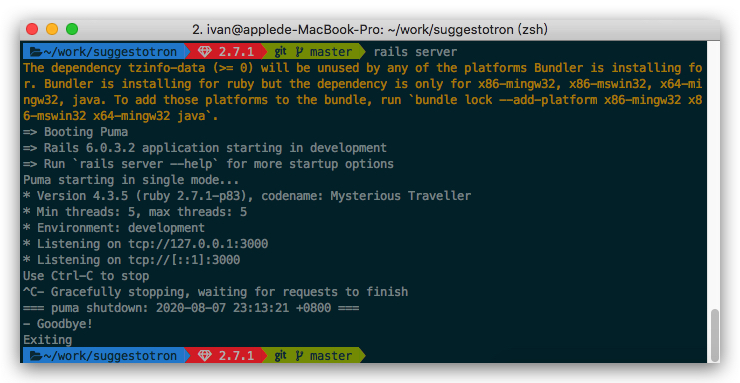 2. ivan@applede-MacBook-Pro: ~/work/suggestotron (zsh)
~/work/suggestotron 2.7.1 git master rails server
The dependency tzinfo-data (>= 0) will be unused by any of the platforms Bundler is installing fo
r. Bundler is installing for ruby but the dependency is only for x86-mingw32, x86-mswin32, x64-mi
ngw32, java. To add those platforms to the bundle, run `bundle lock --add-platform x86-mingw32 x8
6-mswin32 x64-mingw32 java`.
=> Booting Puma
=> Rails 6.0.3.2 application starting in development
=> Run `rails server --help` for more startup options
Puma starting in single mode...
* Version 4.3.5 (ruby 2.7.1-p83), codename: Mysterious Traveller
* Min threads: 5, max threads: 5
* Environment: development
* Listening on tcp://127.0.0.1:3000
* Listening on tcp://[::1]:3000
Use Ctrl-C to stop
^C- Gracefully stopping, waiting for requests to finish
=== puma shutdown: 2020-08-07 23:13:21 +0800 ===
- Goodbye!
Exiting
~/work/suggestotron 2.7.1 git master